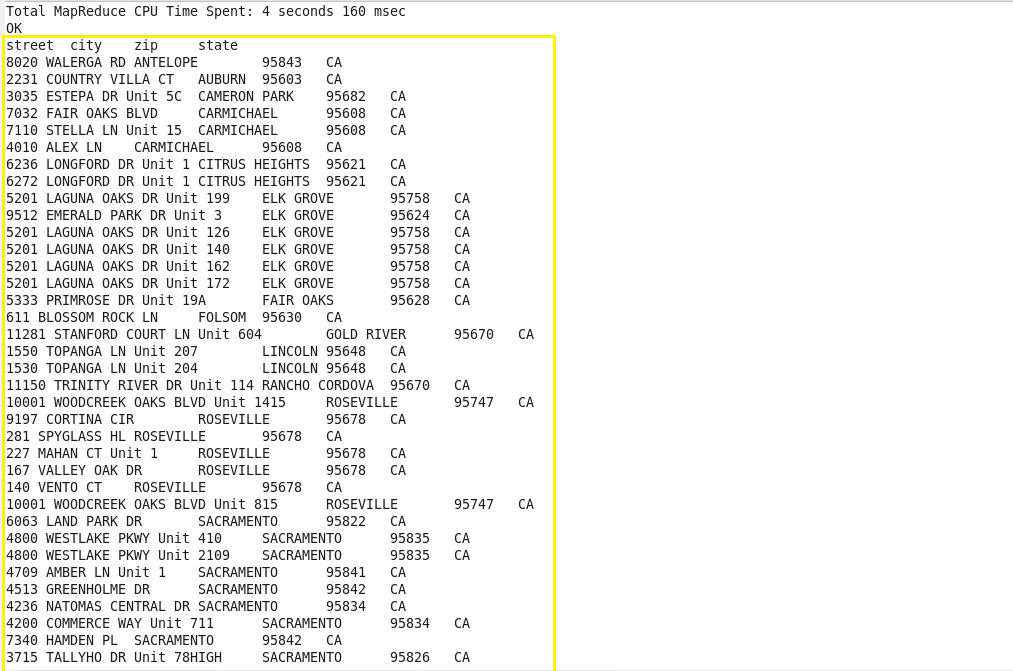 Total MapReduce CPU Time Spent: 4 seconds 160 msec
OK
street  city    zip     state
8020 WALERGA RD ANTELOPE        95843   CA
2231 COUNTRY VILLA CT   AUBURN  95603   CA
3035 ESTEPA DR Unit 5C  CAMERON PARK    95682   CA
7032 FAIR OAKS BLVD     CARMICHAEL      95608   CA
7110 STELLA LN Unit 15  CARMICHAEL      95608   CA
4010 ALEX LN    CARMICHAEL      95608   CA
6236 LONGFORD DR Unit 1 CITRUS HEIGHTS  95621   CA
6272 LONGFORD DR Unit 1 CITRUS HEIGHTS  95621   CA
5201 LAGUNA OAKS DR Unit 199    ELK GROVE       95758   CA
9512 EMERALD PARK DR Unit 3     ELK GROVE       95624   CA
5201 LAGUNA OAKS DR Unit 126    ELK GROVE       95758   CA
5201 LAGUNA OAKS DR Unit 140    ELK GROVE       95758   CA
5201 LAGUNA OAKS DR Unit 162    ELK GROVE       95758   CA
5201 LAGUNA OAKS DR Unit 172    ELK GROVE       95758   CA
5333 PRIMROSE DR Unit 19A       FAIR OAKS       95628   CA
611 BLOSSOM ROCK LN     FOLSOM  95630   CA
11281 STANFORD COURT LN Unit 604        GOLD RIVER      95670   CA
1550 TOPANGA LN Unit 207        LINCOLN 95648   CA
1530 TOPANGA LN Unit 204        LINCOLN 95648   CA
11150 TRINITY RIVER DR Unit 114 RANCHO CORDOVA  95670   CA
10001 WOODCREEK OAKS BLVD Unit 1415     ROSEVILLE       95747   CA
9197 CORTINA CIR        ROSEVILLE       95678   CA
281 SPYGLASS HL ROSEVILLE       95678   CA
227 MAHAN CT Unit 1     ROSEVILLE       95678   CA
167 VALLEY OAK DR       ROSEVILLE       95678   CA
140 VENTO CT    ROSEVILLE       95678   CA
10001 WOODCREEK OAKS BLVD Unit 815      ROSEVILLE       95747   CA
6063 LAND PARK DR       SACRAMENTO      95822   CA
4800 WESTLAKE PKWY Unit 410     SACRAMENTO      95835   CA
4800 WESTLAKE PKWY Unit 2109    SACRAMENTO      95835   CA
4709 AMBER LN Unit 1    SACRAMENTO      95841   CA
4513 GREENHOLME DR      SACRAMENTO      95842   CA
4236 NATOMAS CENTRAL DR SACRAMENTO      95834   CA
4200 COMMERCE WAY Unit 711      SACRAMENTO      95834   CA
7340 HAMDEN PL  SACRAMENTO      95842   CA
3715 TALLYHO DR Unit 78HIGH     SACRAMENTO      95826   CA